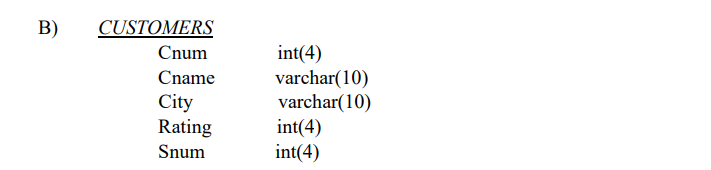 B) CUSTOMERS
Cnum int(4)
Cname varchar(10)
City varchar(10)
Rating int(4)
Snum int(4)